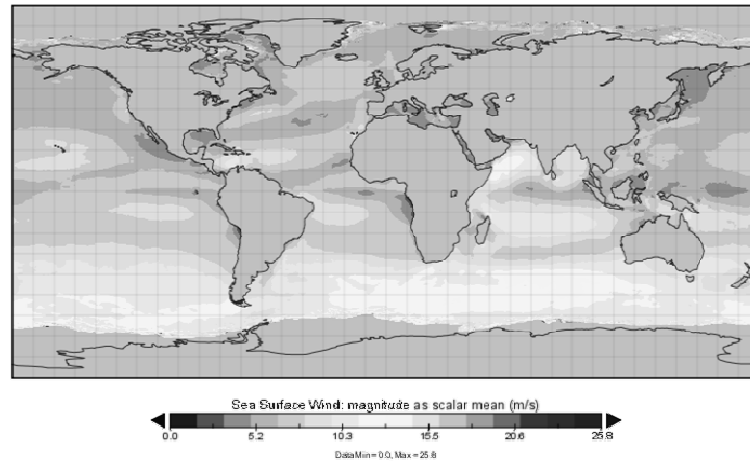 Sea Surface Wind: magnitude as scalar mean (m/s)
0.0 5.2 10.3 15.5 20.6 25.8
Data Min = 0.0, Max = 25.8